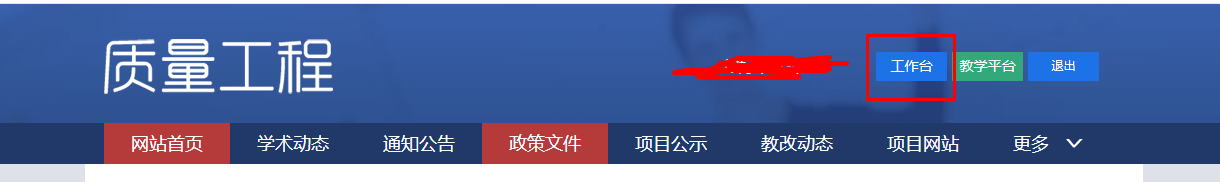 质量工程
工作台 教学平台 退出
网站首页 学术动态 通知公告 政策文件 项目公示 教改动态 项目网站 更多